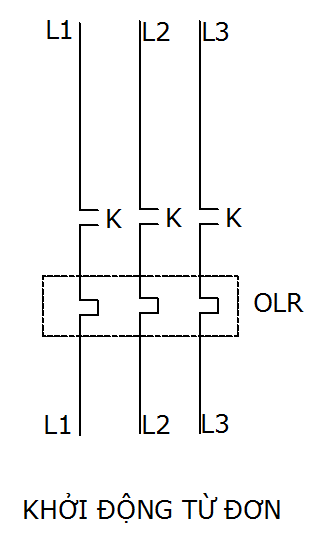 L1 L2 L3
K K K
OLR
L1 L2 L3
KHỞI ĐỘNG TỪ ĐƠN